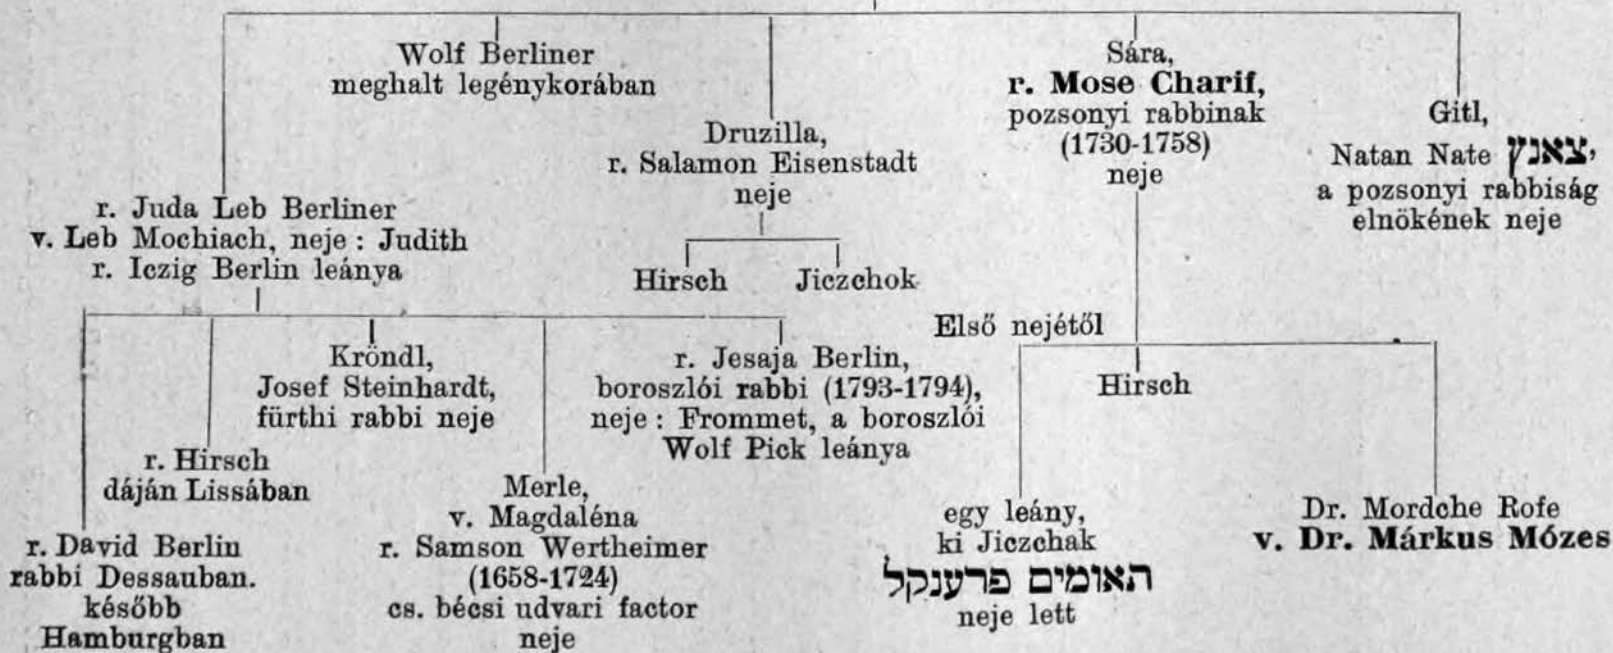 Wolf Berliner
meghalt legénykorában
Druzilla,
r. Salamon Eisenstadt
neje
Sára,
r. Mose Charif,
pozsonyi rabbinak
(1730-1758)
neje
Gitl,
Natan Nate צאנץ,
a pozsonyi rabbiság
elnökének neje
r. Juda Leb Berliner
v. Leb Mochiach, neje : Judith
r. Iczig Berlin leánya
Hirsch
Jiczchok
Első nejétől
Kröndl,
Josef Steinhardt,
fürthi rabbi neje
r. Jesaja Berlin,
boroszlói rabbi (1793-1794),
neje : Frommet, a boroszlói
Wolf Pick leánya
Hirsch
r. Hirsch
dáján Lissában
r. David Berlin
rabbi Dessauban.
később
Hamburgban
Merle,
v. Magdaléna
r. Samson Wertheimer
(1658-1724)
cs. bécsi udvari factor
neje
egy leány,
ki Jiczchak
תאומים פרענקל
neje lett
Dr. Mordche Rofe
v. Dr. Márkus Mózes